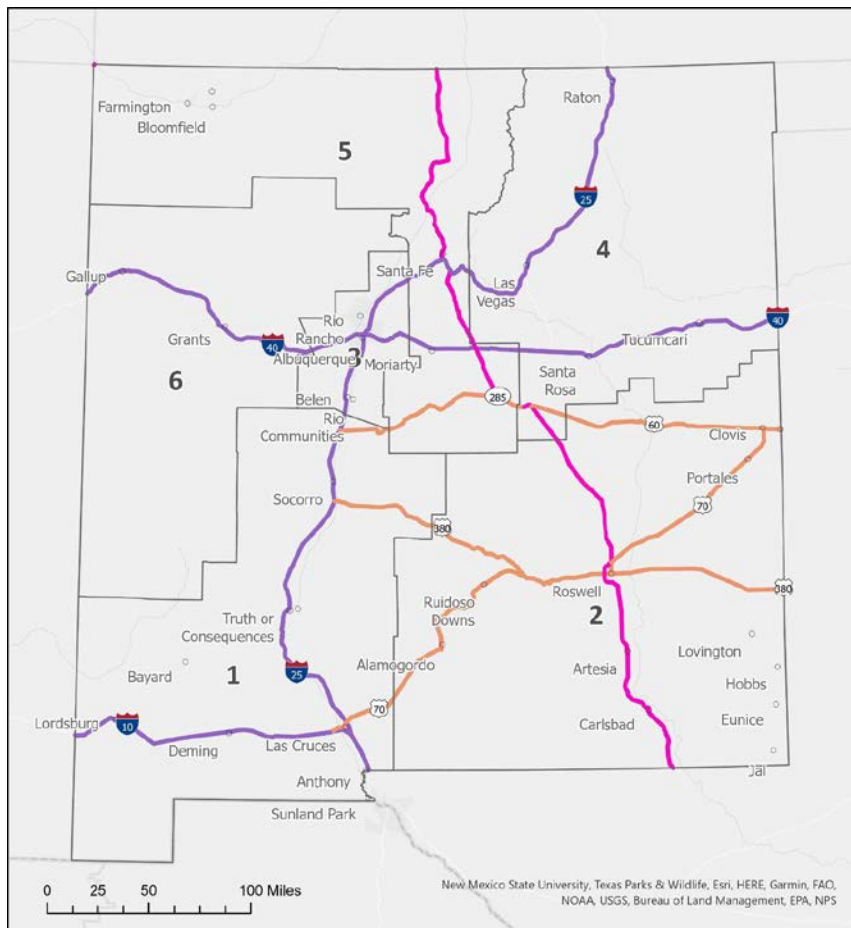 Farmington
Bloomfield
Raton
5
25
4
Gallup
Santa Fe
Las
Vegas
Rio
Rancho
Grants
40
Albuquerque
3
Moriarty
Tucumcari
40
6
Santa
Rosa
Belen
285
Rio
Communities
60
Clovis
Portales
Socorro
70
380
Roswell
380
Truth or
Consequences
Ruidoso
Downs
2
Lovington
Bayard
1
25
Alamogordo
Artesia
Hobbs
Lordsburg
10
70
Carlsbad
Eunice
Deming
Las Cruces
Anthony
Jal
Sunland Park
0 25 50 100 Miles
New Mexico State University, Texas Parks & Wildlife, Esri, HERE, Garmin, FAO,
NOAA, USGS, Bureau of Land Management, EPA, NPS